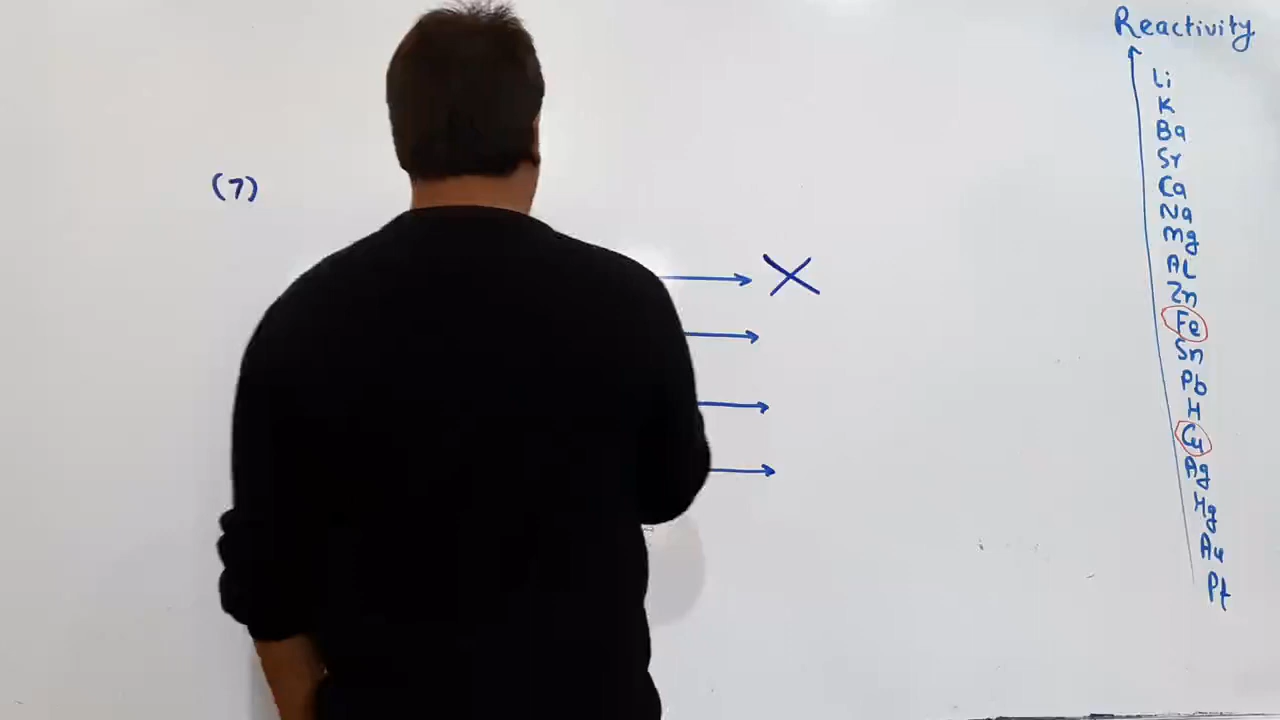 Reactivity
Li
K
Ba
Sr
Ca
(7)
Na
Mg
AL
X
Zn
Fe
Sn
Pb
H
Cu
Ag
Hg
Au
Pt